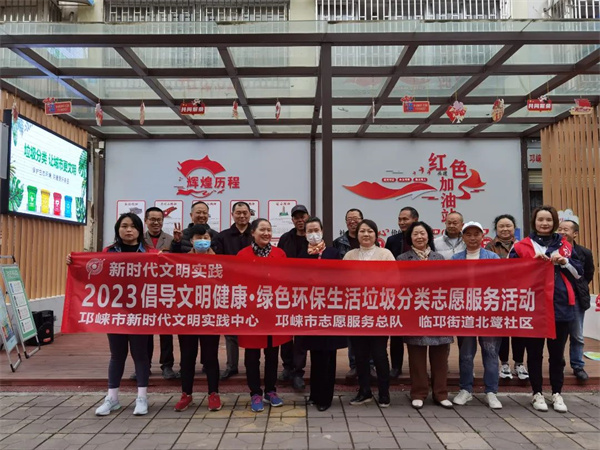 垃圾分类 让城市更文明
辉煌历程
红色
加油站
新时代文明实践
2023倡导文明健康·绿色环保生活垃圾分类志愿服务活动
邛崃市新时代文明实践中心 邛崃市志愿服务总队 临邛街道北鹭社区